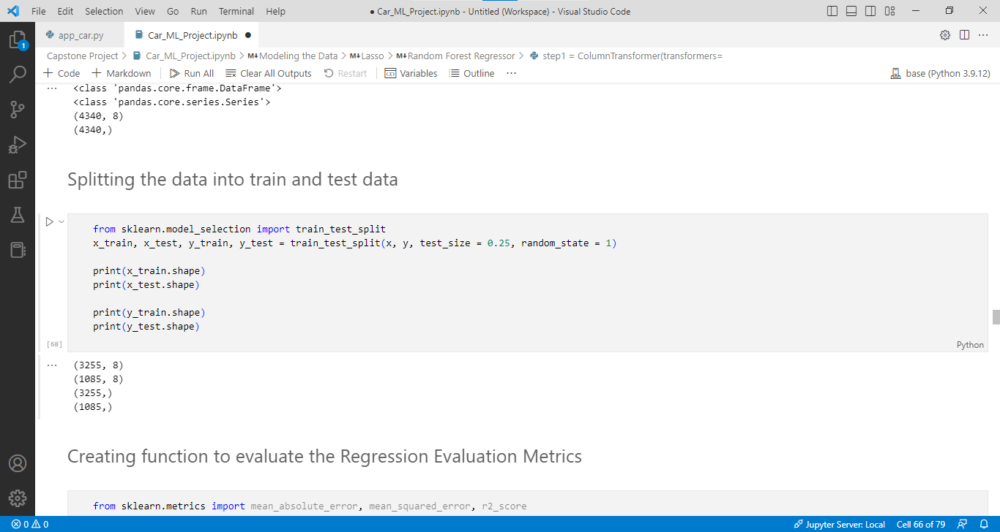 File Edit Selection View Go Run Terminal Help ● Car_ML_Project.ipynb - Untitled (Workspace) - Visual Studio Code
app_car.py Car_ML_Project.ipynb ●
Capstone Project > Car_ML_Project.ipynb > M↓Modeling the Data > M↓Lasso > M↓Random Forest Regressor > step1 = ColumnTransformer(transformers=
+ Code + Markdown Run All Clear All Outputs Restart Variables Outline ··· base (Python 3.9.12)
1
··· <class 'pandas.core.frame.DataFrame'>
<class 'pandas.core.series.Series'>
(4340, 8)
(4340,)
Splitting the data into train and test data
from sklearn.model_selection import train_test_split
x_train, x_test, y_train, y_test = train_test_split(x, y, test_size = 0.25, random_state = 1)
print(x_train.shape)
print(x_test.shape)
print(y_train.shape)
print(y_test.shape)
[68] Python
··· (3255, 8)
(1085, 8)
(3255,)
(1085,)
Creating function to evaluate the Regression Evaluation Metrics
from sklearn.metrics import mean_absolute_error, mean_squared_error, r2_score
0 0 Jupyter Server: Local Cell 66 of 79